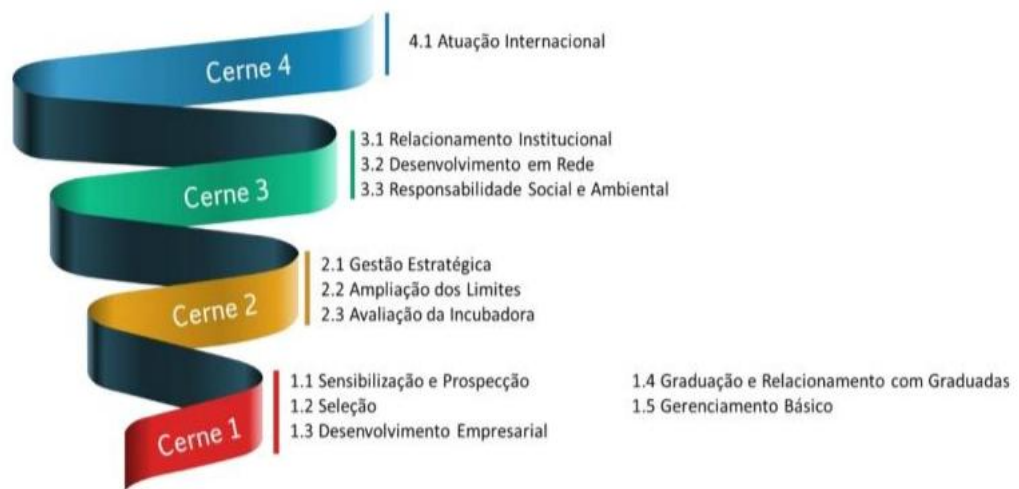 Cerne 4
4.1 Atuação Internacional
Cerne 3
3.1 Relacionamento Institucional
3.2 Desenvolvimento em Rede
3.3 Responsabilidade Social e Ambiental
Cerne 2
2.1 Gestão Estratégica
2.2 Ampliação dos Limites
2.3 Avaliação da Incubadora
Cerne 1
1.1 Sensibilização e Prospecção
1.2 Seleção
1.3 Desenvolvimento Empresarial
1.4 Graduação e Relacionamento com Graduadas
1.5 Gerenciamento Básico